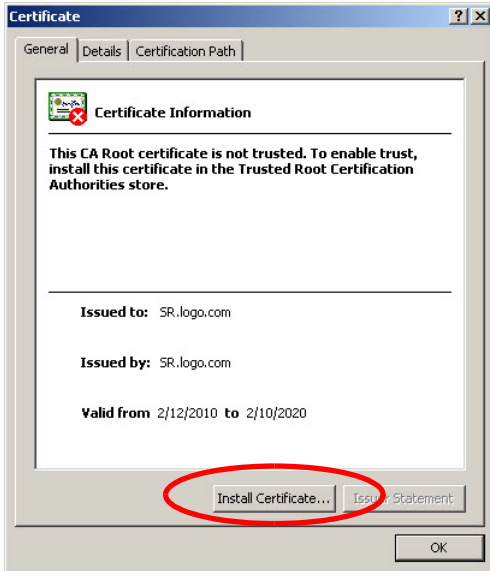 Certificate
? X
General Details Certification Path
Certificate Information
This CA Root certificate is not trusted. To enable trust,
install this certificate in the Trusted Root Certification
Authorities store.
Issued to: SR.logo.com
Issued by: SR.logo.com
Valid from 2/12/2010 to 2/10/2020
Install Certificate... Issuer Statement
OK